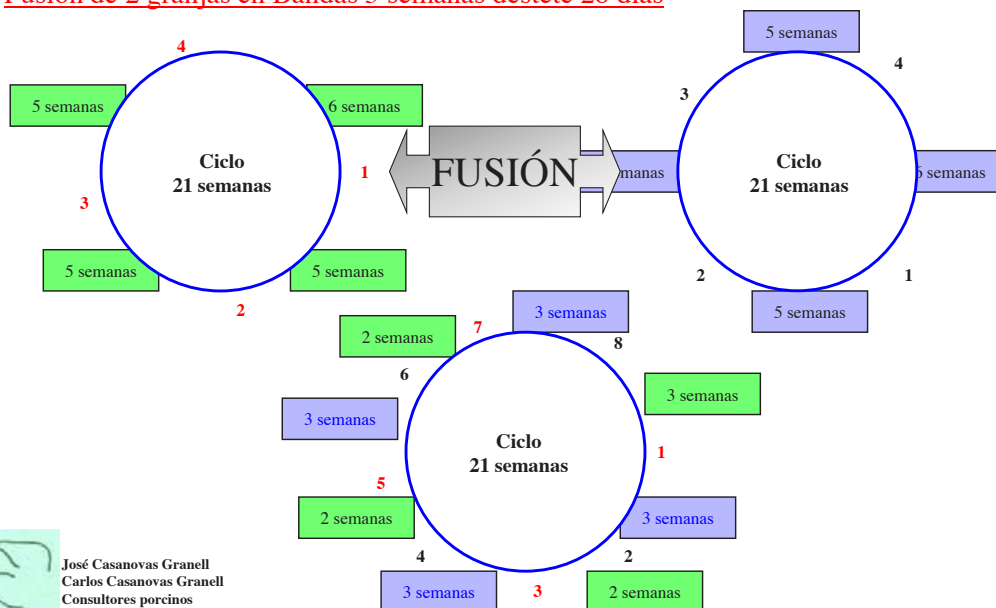 Fusión de 2 granjas en Bandas 5 semanas destete 28 días
4
5 semanas
6 semanas
Ciclo
21 semanas
1
3
5 semanas
5 semanas
2
FUSIÓN
5 semanas
4
3
manas
Ciclo
21 semanas
semanas
2
1
5 semanas
3 semanas
7
8
2 semanas
6
3 semanas
3 semanas
Ciclo
21 semanas
1
5
2 semanas
3 semanas
4
2
3 semanas
3
2 semanas
José Casanovas Granell
Carlos Casanovas Granell
Consultores porcinos